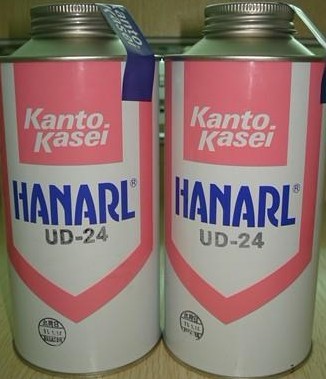 Kanto.
Kasei
HANARL®
UD-24
Kanto.
Kasei
HANARL®
UD-24